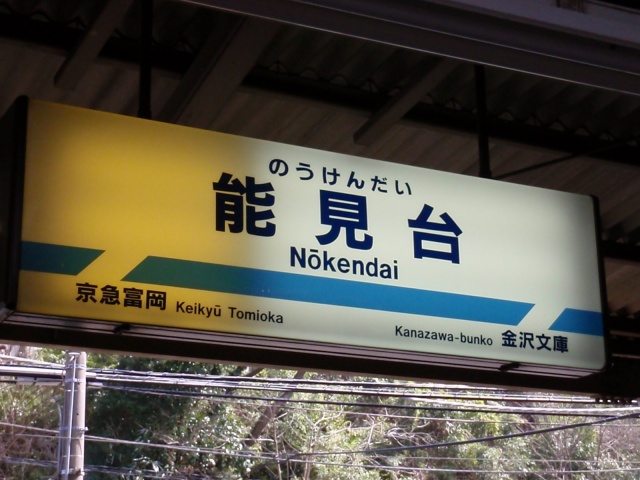 のうけんだい
能見台
Nōkendai
京急富岡 Keikyū Tomioka
Kanazawa-bunko 金沢文庫